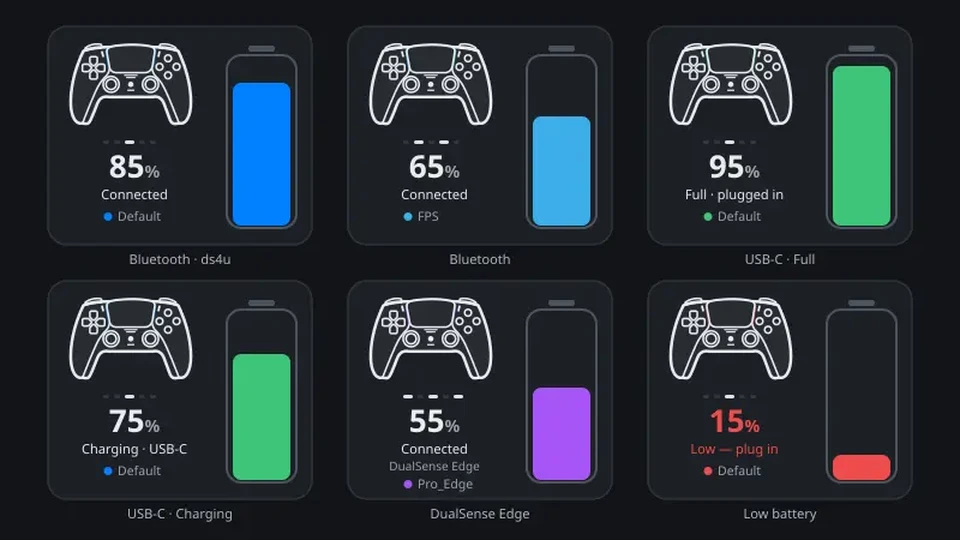 85%
Connected
Default
Bluetooth · ds4u
65%
Connected
FPS
Bluetooth
95%
Full · plugged in
Default
USB-C · Full
75%
Charging · USB-C
Default
USB-C · Charging
55%
Connected
DualSense Edge
Pro_Edge
DualSense Edge
15%
Low — plug in
Default
Low battery